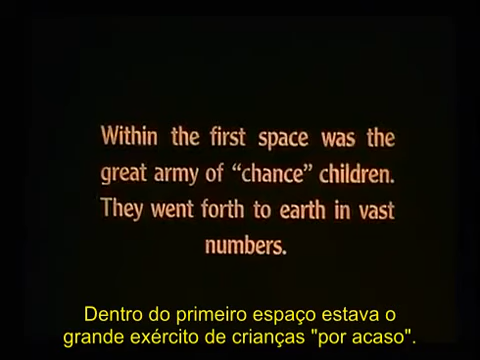 Within the first space was the
great army of “chance” children.
They went forth to earth in vast
numbers.
Dentro do primeiro espaço estava o
grande exército de crianças "por acaso".